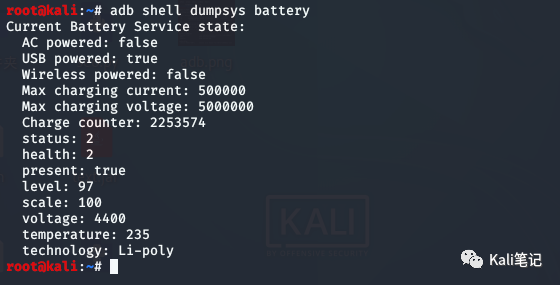 root@kali:~# adb shell dumpsys battery
Current Battery Service state:
  AC powered: false
  USB powered: true
  Wireless powered: false
  Max charging current: 500000
  Max charging voltage: 5000000
  Charge counter: 2253574
  status: 2
  health: 2
  present: true
  level: 97
  scale: 100
  voltage: 4400
  temperature: 235
  technology: Li-poly
root@kali:~#
KALI
Kali笔记